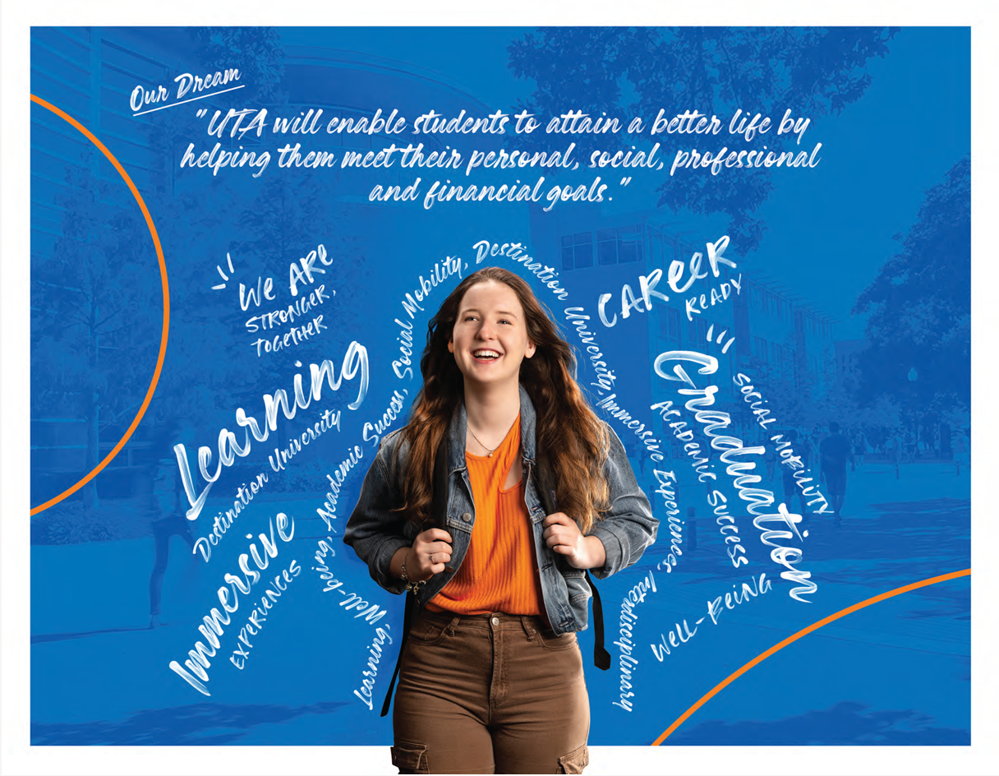 Our Dream
"UTA will enable students to attain a better life by
helping them meet their personal, social, professional
and financial goals."
We ARe
STRONGER,
TOGETHER
Learning
Destination University
Immersive
EXPERIENCES
Learning, Well-being, Academic Success, Social Mobility, Destination University, Immersive Experiences, Interdisciplinary
CAREER
READY
Graduation
SOCIAL MOBILITY
ACADEMIC SUCCESS
WELL-BEING